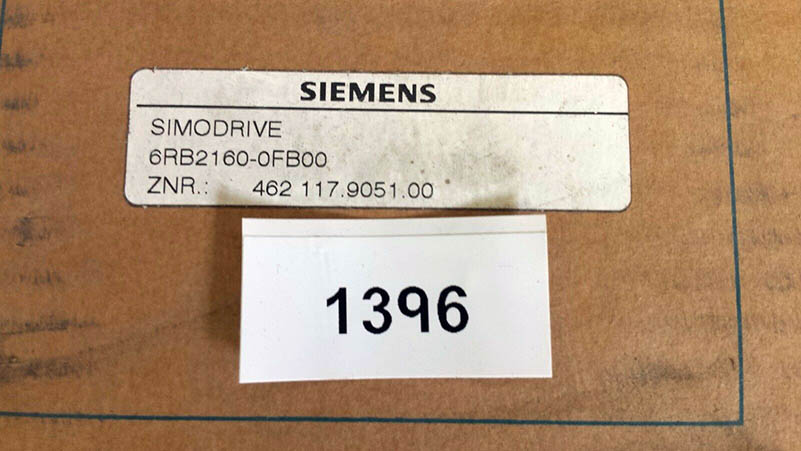 SIEMENS
SIMODRIVE
6RB2160-0FB00
ZNR.: 462 117.9051.00
1396